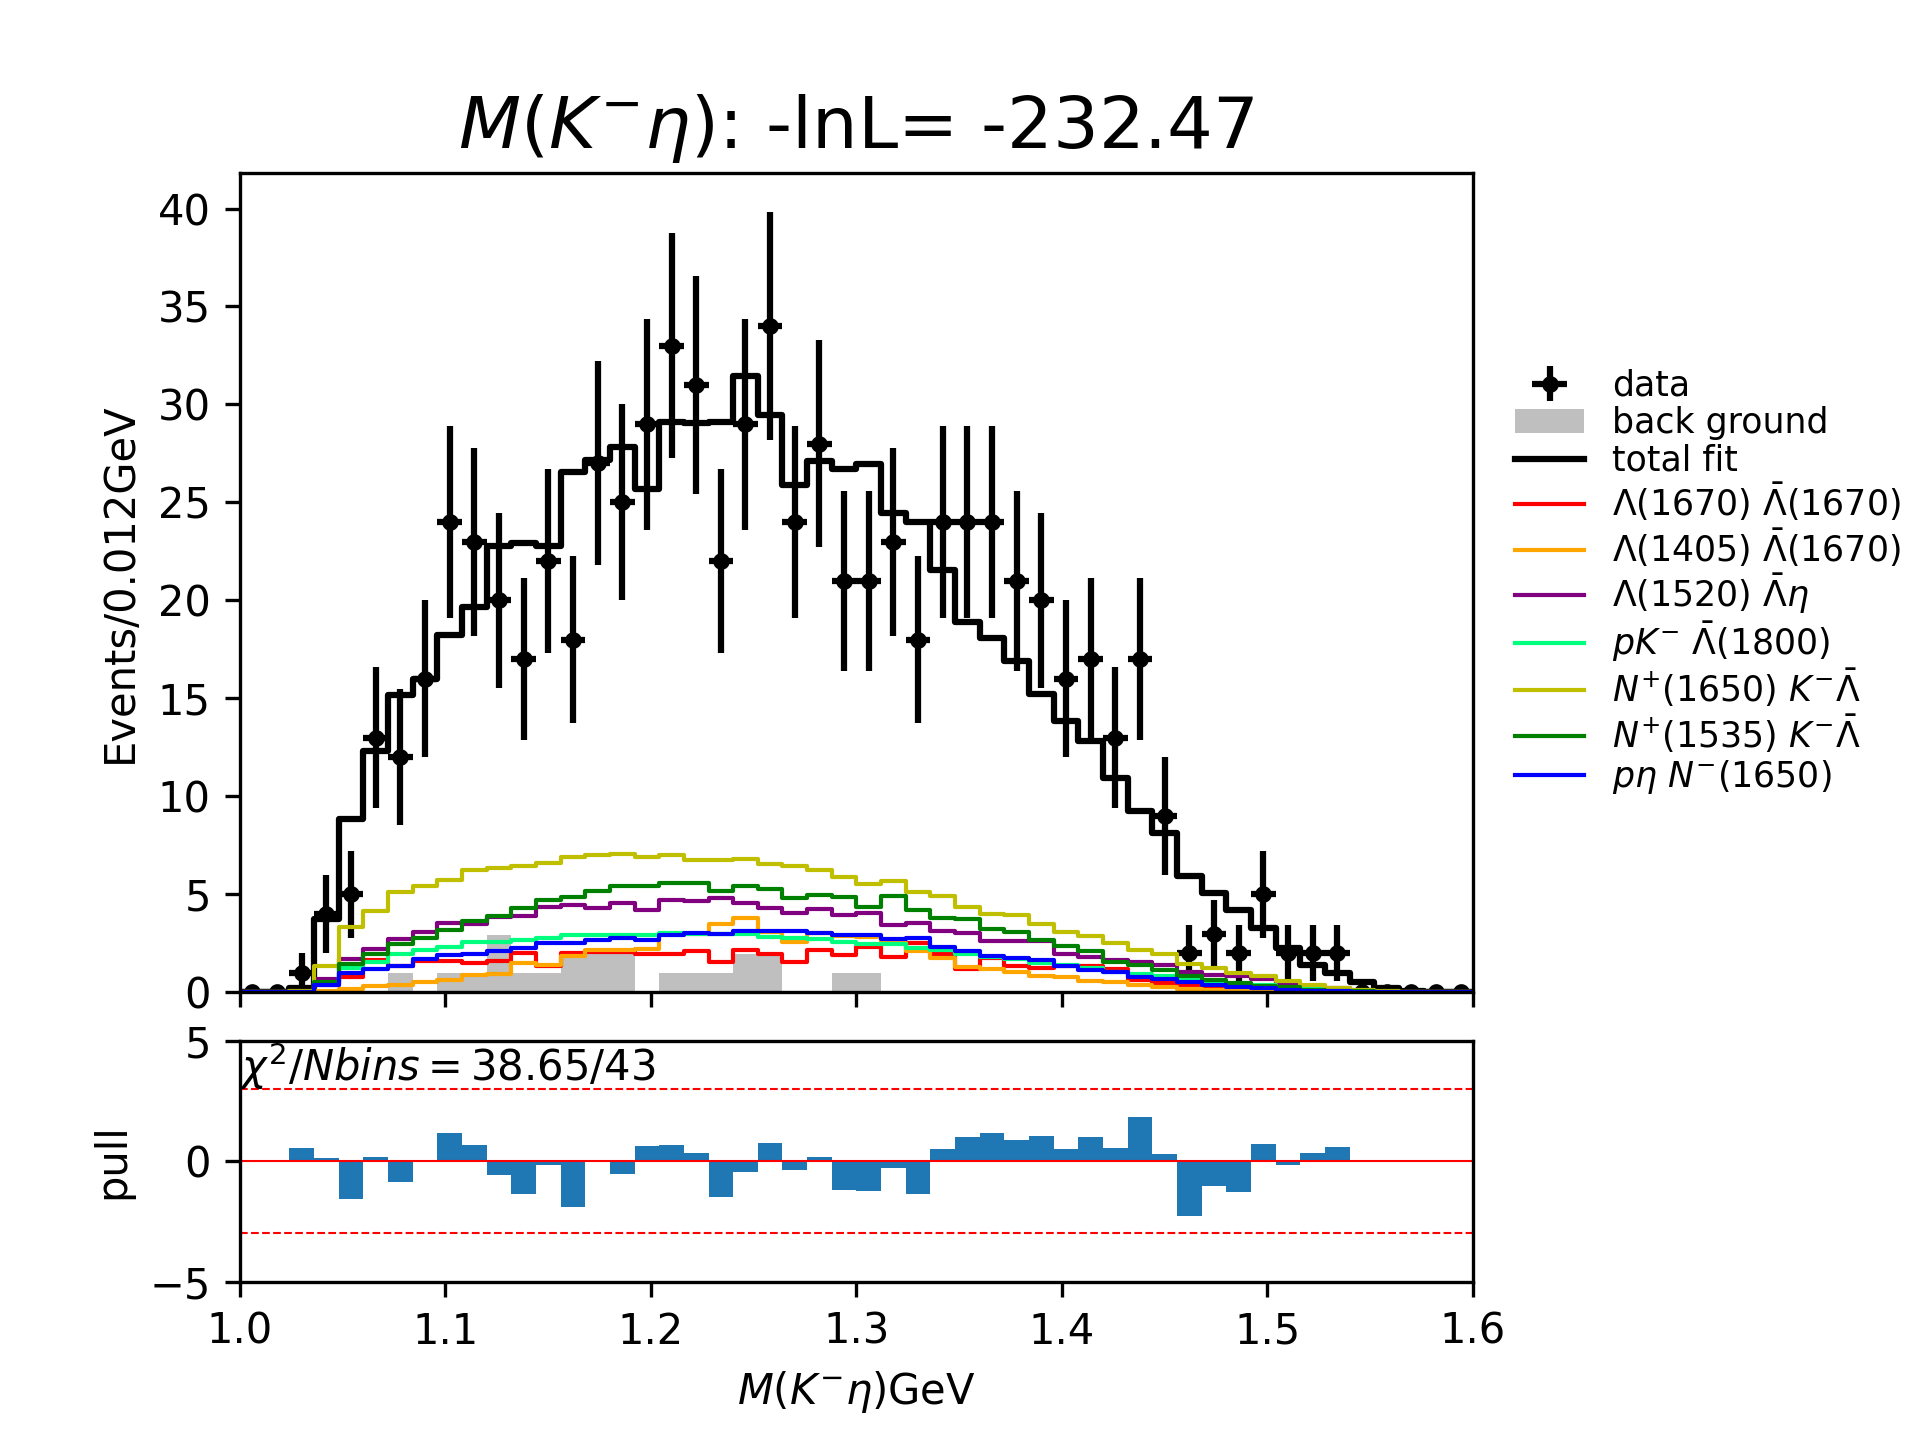 M(K⁻η): -lnL= -232.47
Events/0.012GeV
40
35
30
25
20
15
10
5
0
data
back ground
total fit
Λ(1670) Λ̄(1670)
Λ(1405) Λ̄(1670)
Λ(1520) Λ̄η
pK⁻ Λ̄(1800)
N⁺(1650) K⁻Λ̄
N⁺(1535) K⁻Λ̄
pη N⁻(1650)
χ²/Nbins = 38.65/43
pull
5
0
−5
1.0 1.1 1.2 1.3 1.4 1.5 1.6
M(K⁻η)GeV